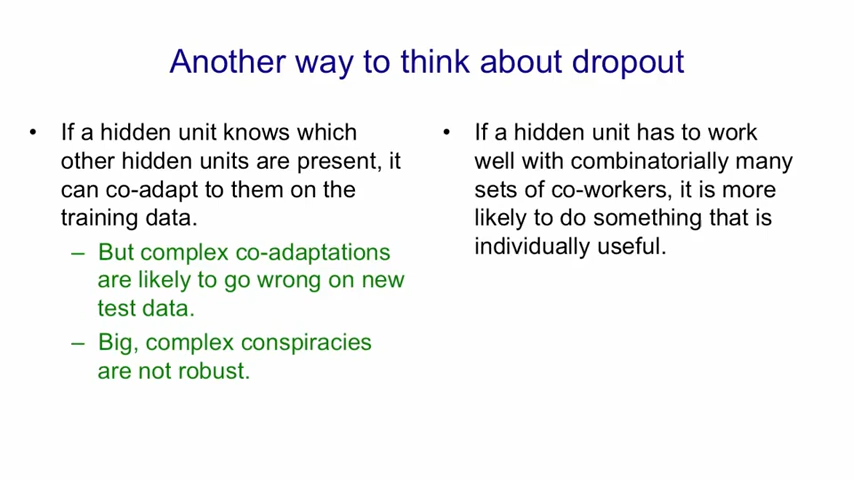 Another way to think about dropout
• If a hidden unit knows which
other hidden units are present, it
can co-adapt to them on the
training data.
– But complex co-adaptations
are likely to go wrong on new
test data.
– Big, complex conspiracies
are not robust.
• If a hidden unit has to work
well with combinatorially many
sets of co-workers, it is more
likely to do something that is
individually useful.